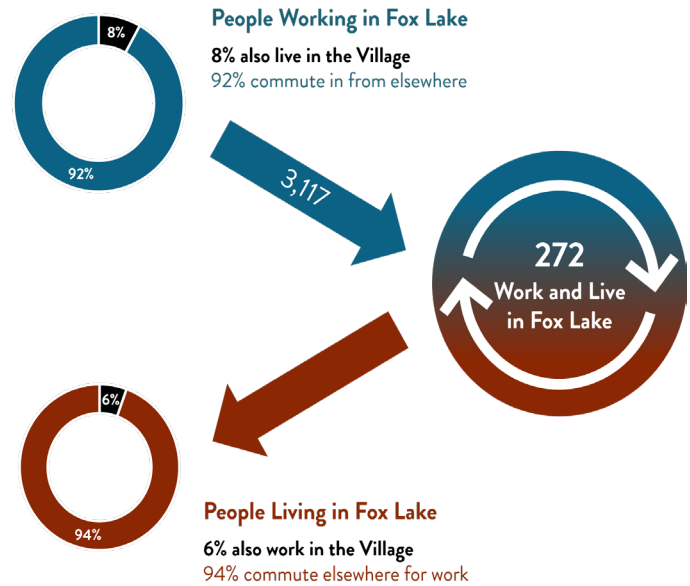 People Working in Fox Lake
8%
8% also live in the Village
92% commute in from elsewhere
92%
3,117
272
Work and Live
in Fox Lake
6%
94%
People Living in Fox Lake
6% also work in the Village
94% commute elsewhere for work